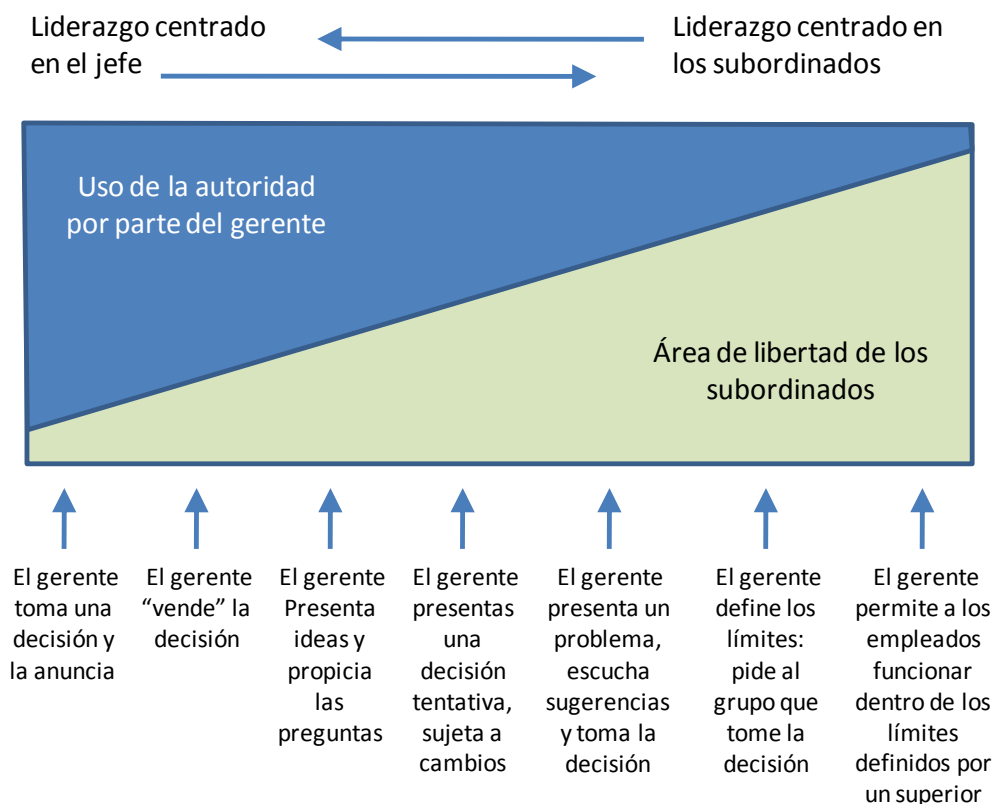 Liderazgo centrado
en el jefe
Liderazgo centrado en
los subordinados
Uso de la autoridad
por parte del gerente
Área de libertad de los
subordinados
El gerente
toma una
decisión y
la anuncia
El gerente
“vende” la
decisión
El gerente
Presenta
ideas y
propicia
las
preguntas
El gerente
presentas
una
decisión
tentativa,
sujeta a
cambios
El gerente
presenta un
problema,
escucha
sugerencias
y toma la
decisión
El gerente
define los
límites:
pide al
grupo que
tome la
decisión
El gerente
permite a los
empleados
funcionar
dentro de los
límites
definidos por
un superior